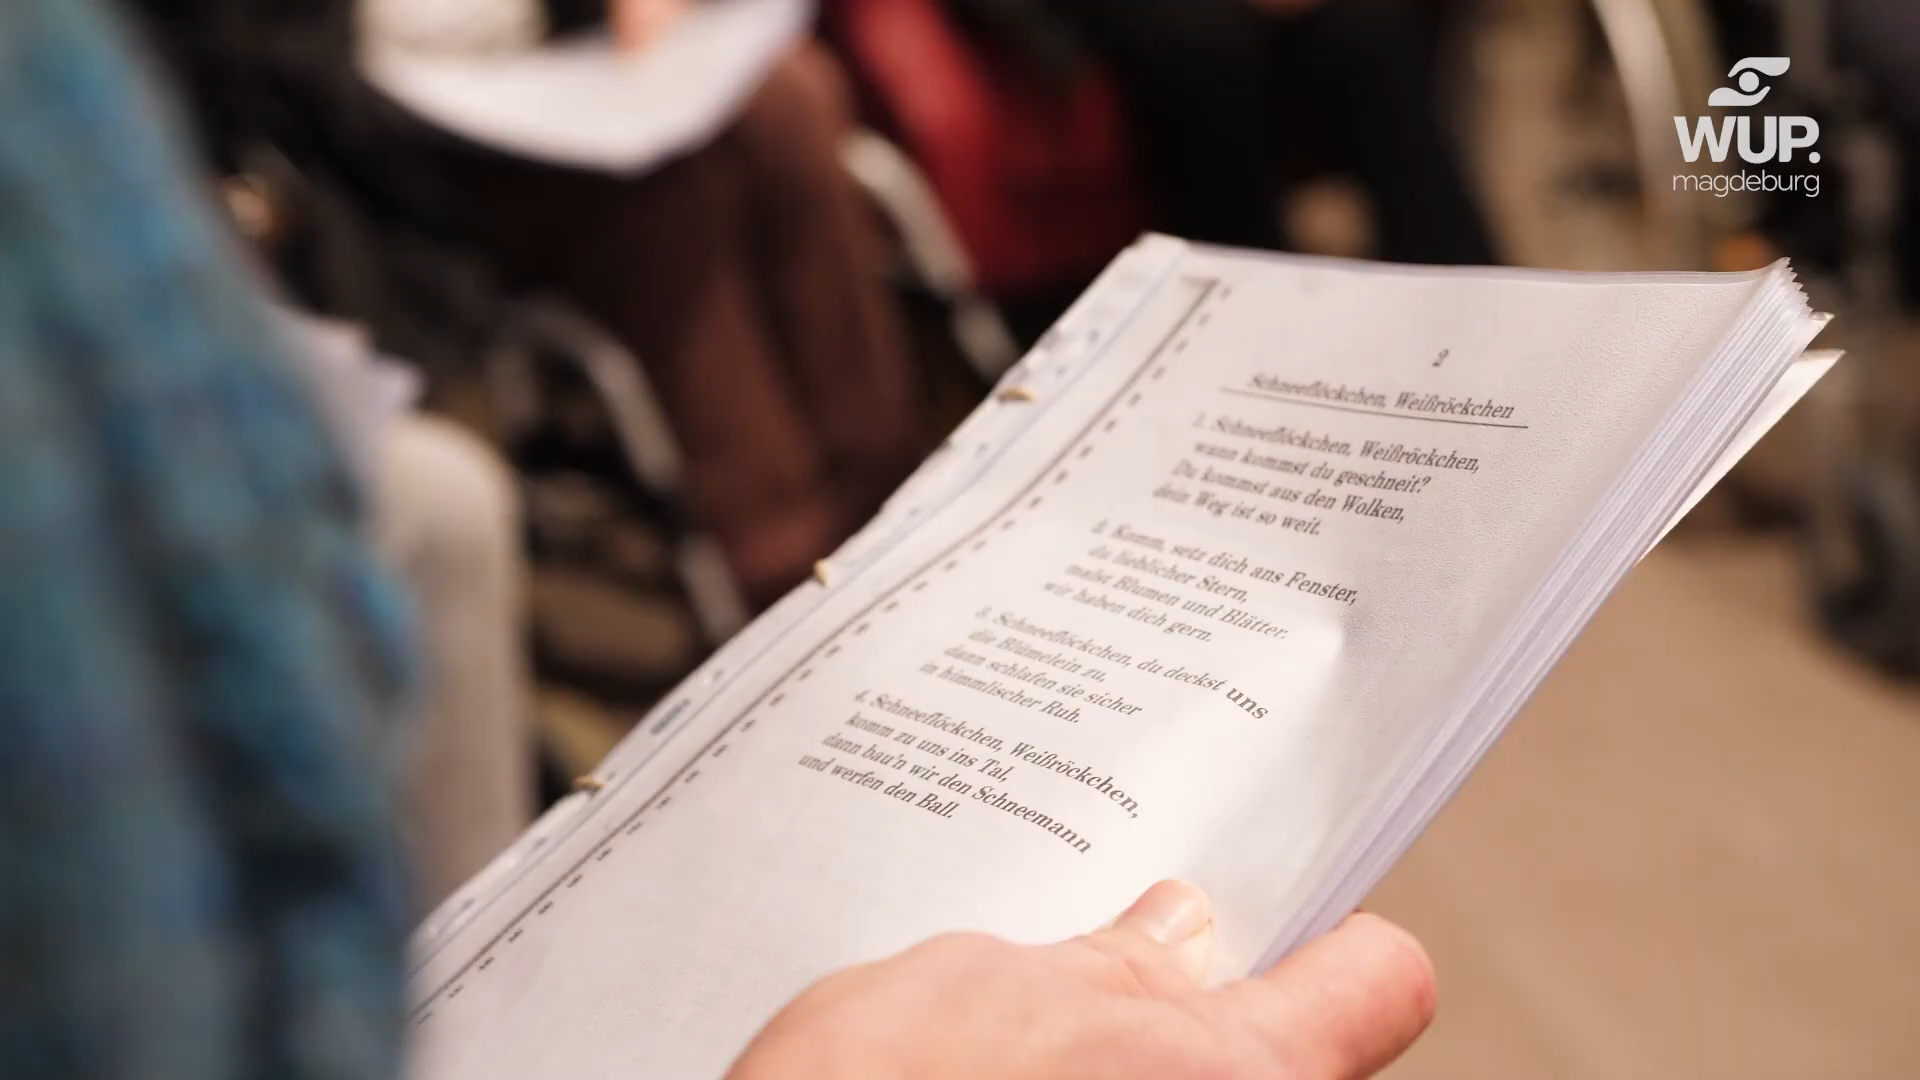 WUP.
magdeburg
2
Schneeflöckchen, Weißröckchen
1. Schneeflöckchen, Weißröckchen,
wann kommst du geschneit?
Du kommst aus den Wolken,
dein Weg ist so weit.
2. Komm, setz dich ans Fenster,
du lieblicher Stern,
malst Blumen und Blätter,
wir haben dich gern.
3. Schneeflöckchen, du deckst uns
die Blümelein zu,
dann schlafen sie sicher
in himmlischer Ruh.
4. Schneeflöckchen, Weißröckchen,
komm zu uns ins Tal,
dann bau'n wir den Schneemann
und werfen den Ball.